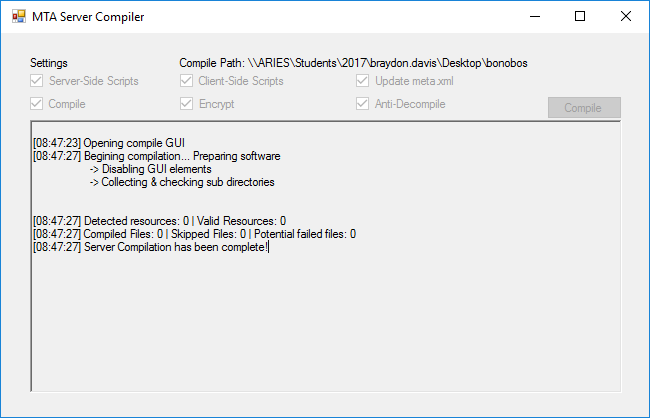 MTA Server Compiler
Settings
Compile Path: \\ARIES\Students\2017\braydon.davis\Desktop\bonobos
Server-Side Scripts
Client-Side Scripts
Update meta.xml
Compile
Encrypt
Anti-Decompile
Compile
[08:47:23] Opening compile GUI
[08:47:27] Begining compilation... Preparing software
-> Disabling GUI elements
-> Collecting & checking sub directories
[08:47:27] Detected resources: 0 | Valid Resources: 0
[08:47:27] Compiled Files: 0 | Skipped Files: 0 | Potential failed files: 0
[08:47:27] Server Compilation has been complete!